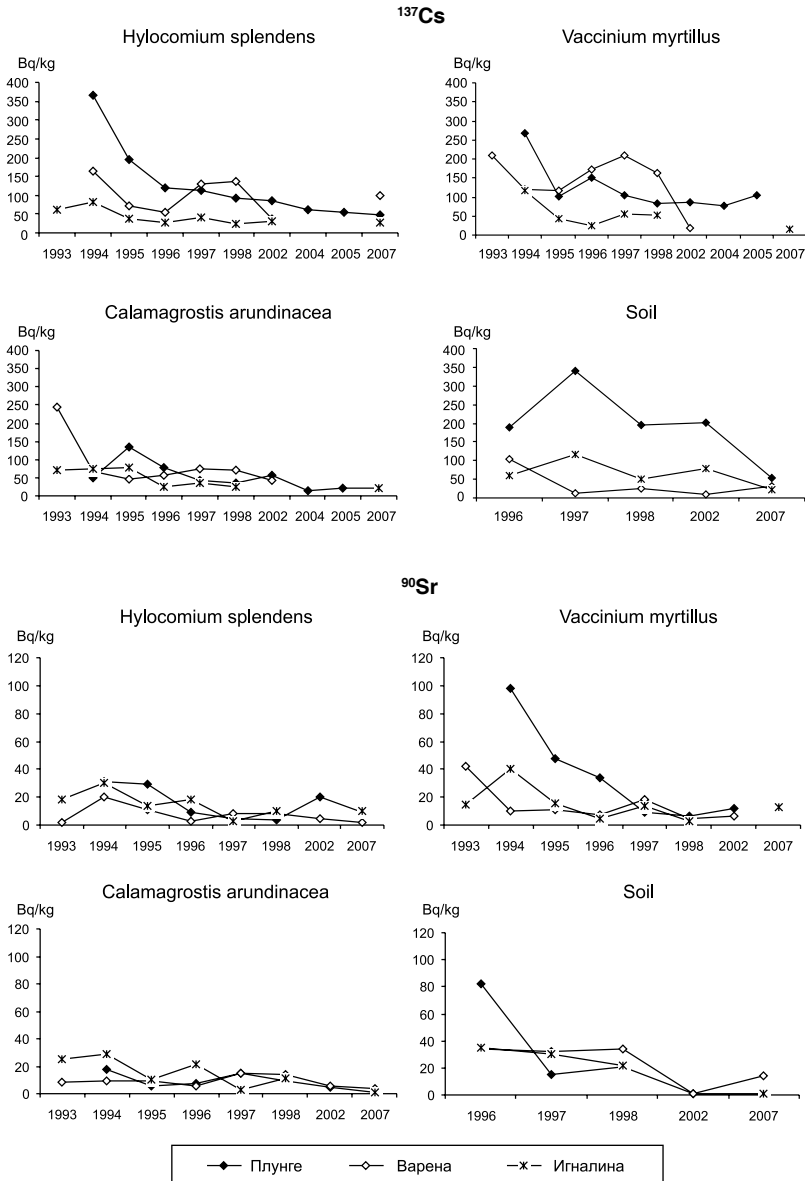 ¹³⁷Cs
Hylocomium splendens
Bq/kg
400
350
300
250
200
150
100
50
0
1993 1994 1995 1996 1997 1998 2002 2004 2005 2007
Vaccinium myrtillus
Bq/kg
400
350
300
250
200
150
100
50
0
1993 1994 1995 1996 1997 1998 2002 2004 2005 2007
Calamagrostis arundinacea
Bq/kg
400
350
300
250
200
150
100
50
0
1993 1994 1995 1996 1997 1998 2002 2004 2005 2007
Soil
Bq/kg
400
350
300
250
200
150
100
50
0
1996 1997 1998 2002 2007
⁹⁰Sr
Hylocomium splendens
Bq/kg
120
100
80
60
40
20
0
1993 1994 1995 1996 1997 1998 2002 2007
Vaccinium myrtillus
Bq/kg
120
100
80
60
40
20
0
1993 1994 1995 1996 1997 1998 2002 2007
Calamagrostis arundinacea
Bq/kg
120
100
80
60
40
20
0
1993 1994 1995 1996 1997 1998 2002 2007
Soil
Bq/kg
120
100
80
60
40
20
0
1996 1997 1998 2002 2007
Плунге Варена Игналина